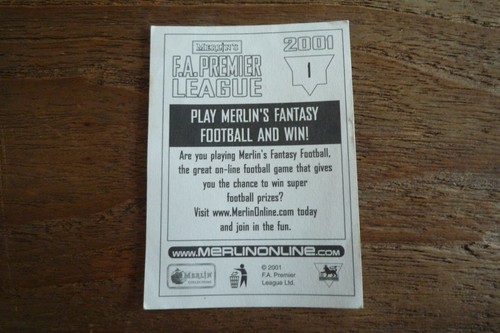 MERLIN'S
F.A. PREMIER
LEAGUE
2001
1
PLAY MERLIN'S FANTASY
FOOTBALL AND WIN!
Are you playing Merlin's Fantasy Football,
the great on-line football game that gives
you the chance to win super
football prizes?
Visit www.MerlinOnline.com today
and join in the fun.
www.MERLINONLINE.com
MERLIN
© 2001
F.A. Premier
League Ltd.